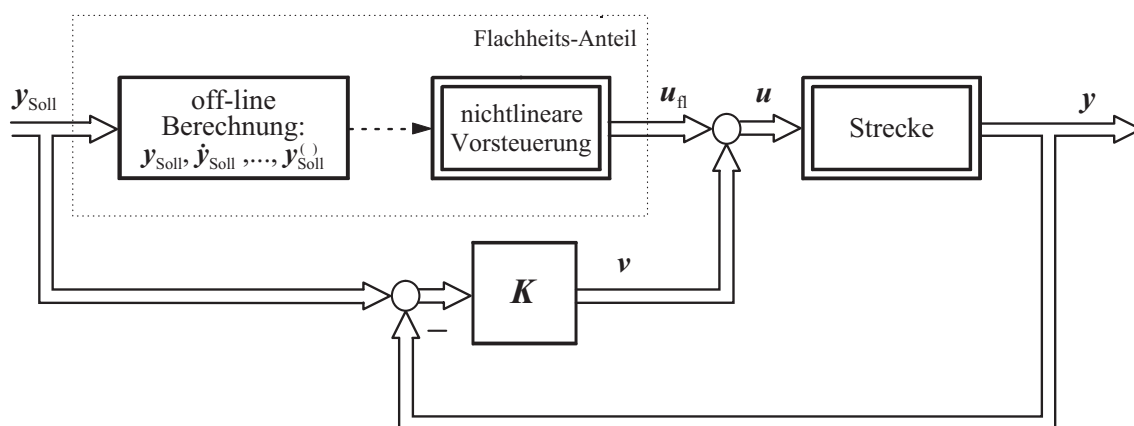 Flachheits-Anteil
y_Soll
off-line
Berechnung:
y_Soll, ẏ_Soll ,..., y_Soll^( )
nichtlineare
Vorsteuerung
u_fl
u
Strecke
y
K
v
−